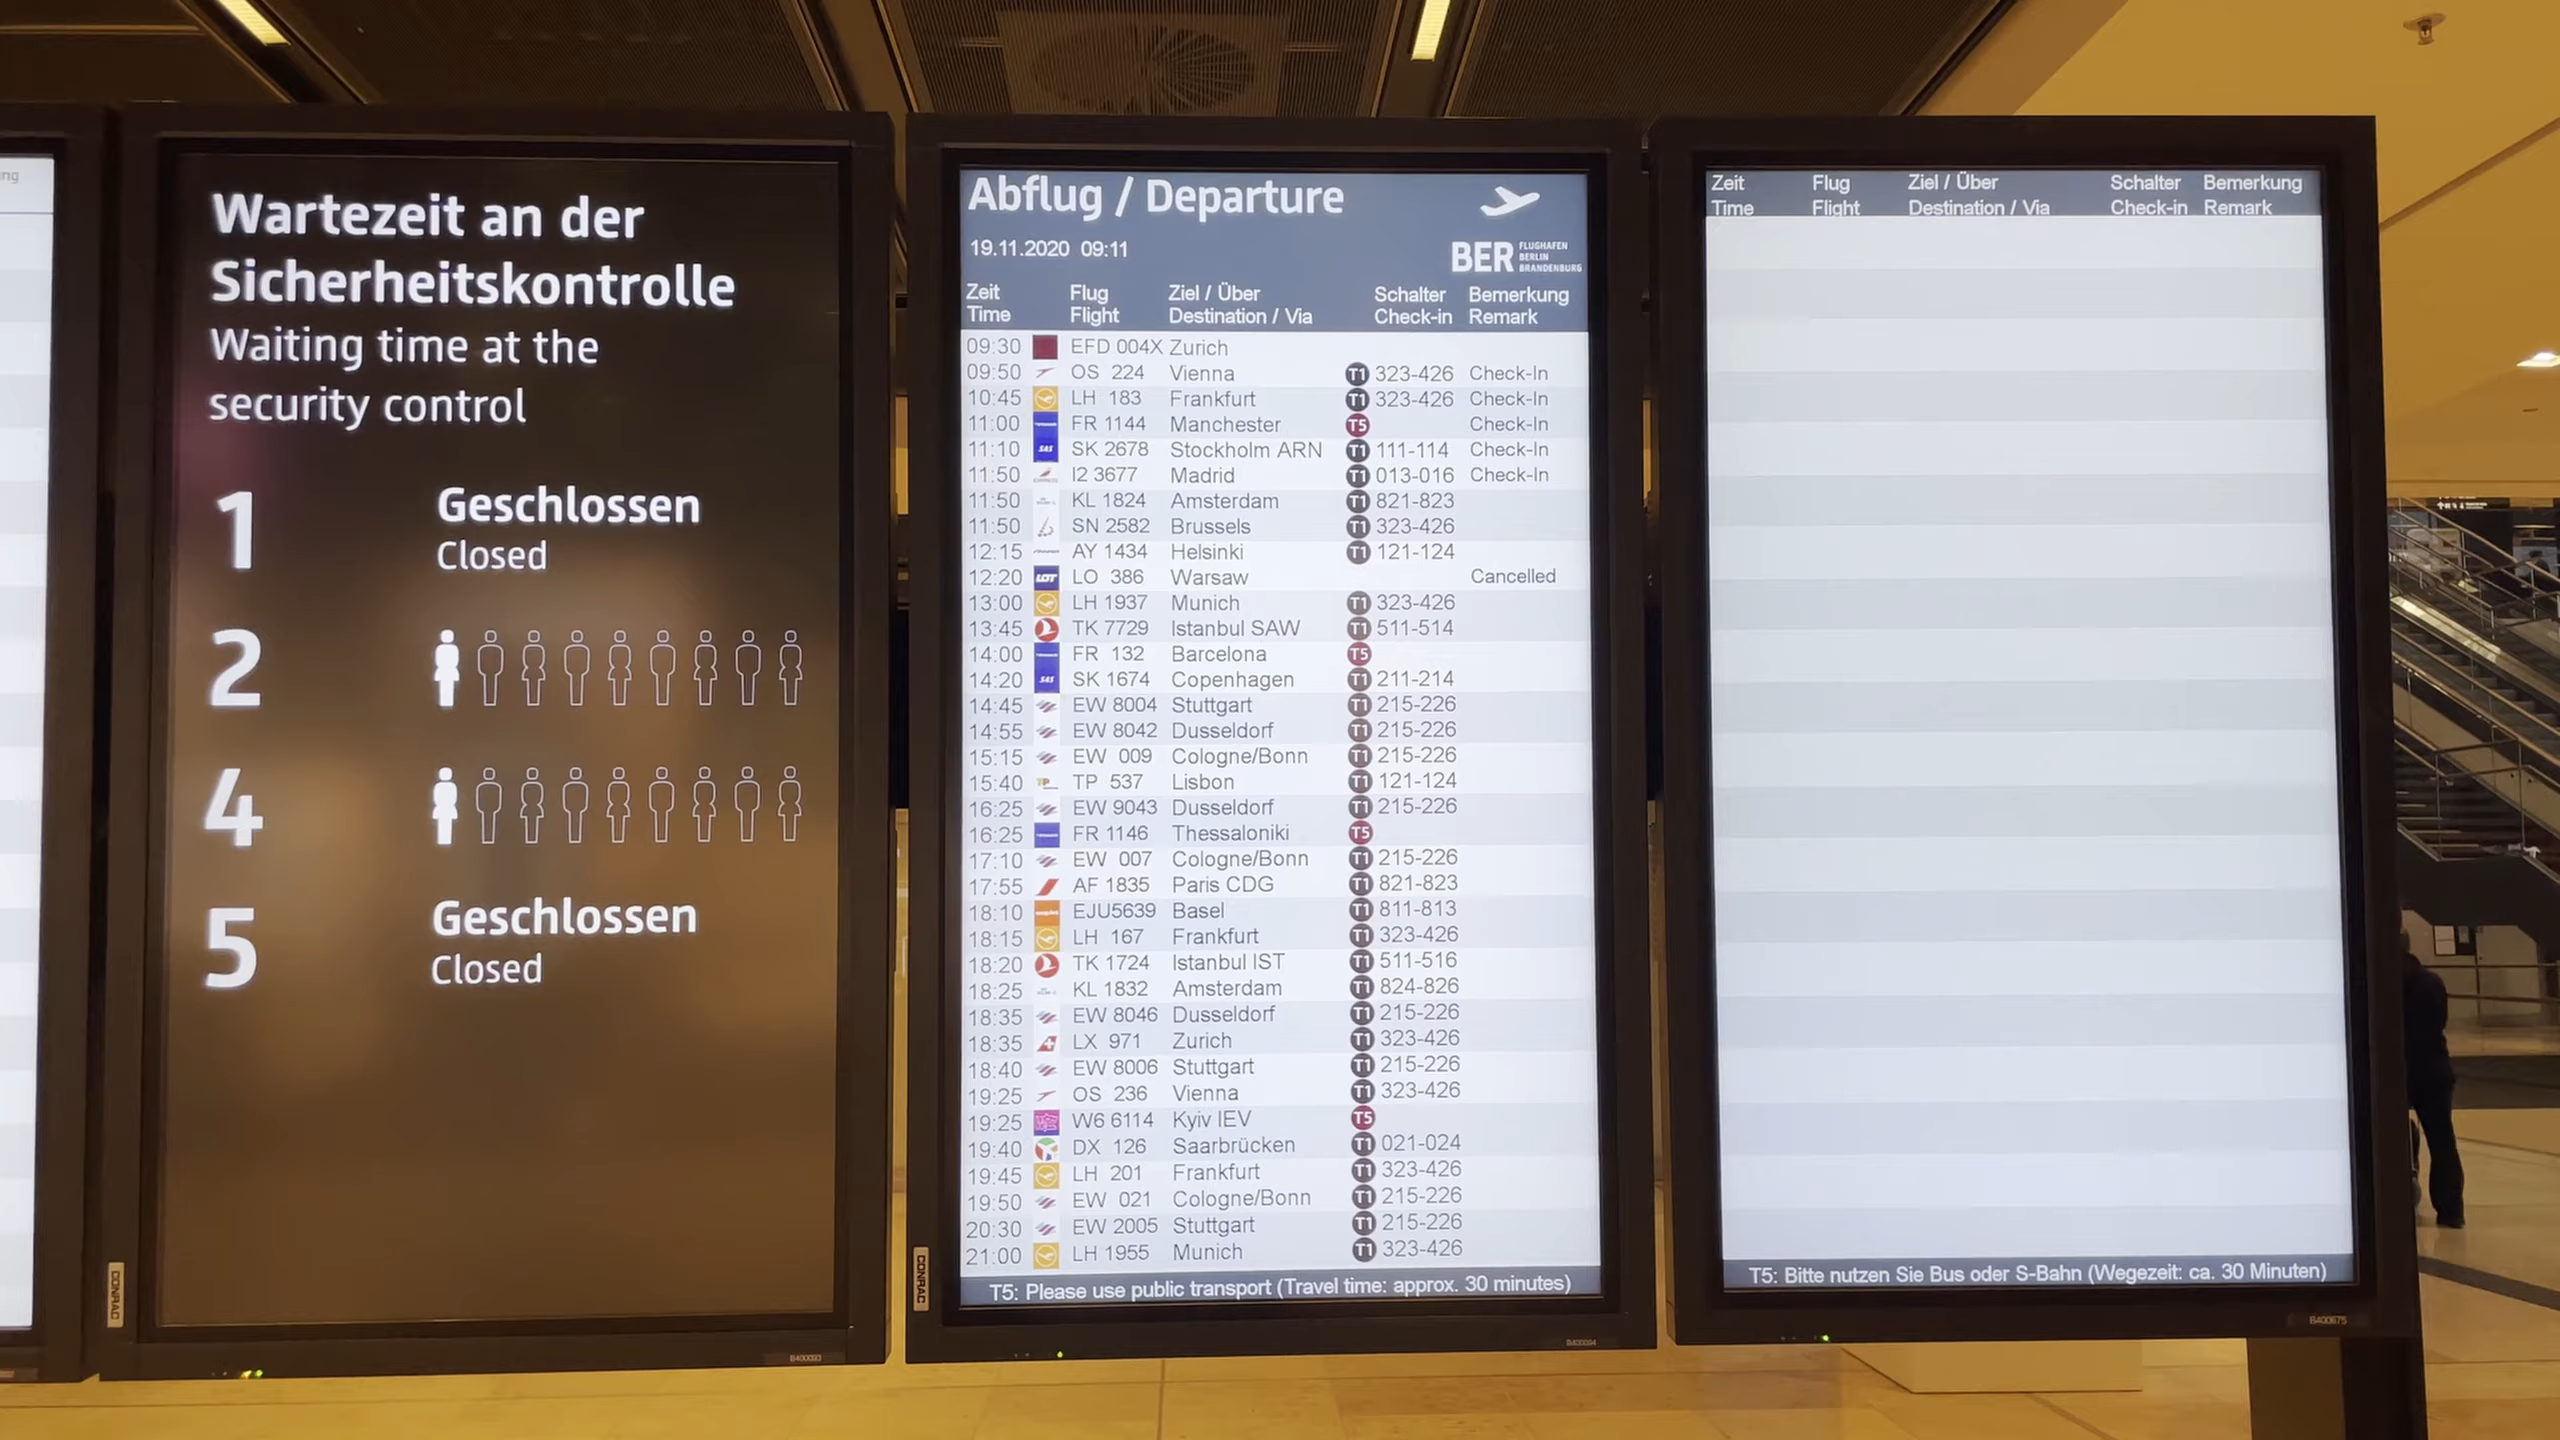 ng
Wartezeit an der
Sicherheitskontrolle
Waiting time at the
security control
1 Geschlossen
Closed
2
4
5 Geschlossen
Closed
CONRAC
B400093
Abflug / Departure
19.11.2020 09:11
BER FLUGHAFEN
BERLIN
BRANDENBURG
Zeit Flug Ziel / Über Schalter Bemerkung
Time Flight Destination / Via Check-in Remark
09:30 EFD 004X Zurich
09:50 OS 224 Vienna T1 323-426 Check-In
10:45 LH 183 Frankfurt T1 323-426 Check-In
11:00 FR 1144 Manchester T5 Check-In
11:10 SAS SK 2678 Stockholm ARN T1 111-114 Check-In
11:50 I2 3677 Madrid T1 013-016 Check-In
11:50 KL 1824 Amsterdam T1 821-823
11:50 SN 2582 Brussels T1 323-426
12:15 AY 1434 Helsinki T1 121-124
12:20 LOT LO 386 Warsaw Cancelled
13:00 LH 1937 Munich T1 323-426
13:45 TK 7729 Istanbul SAW T1 511-514
14:00 FR 132 Barcelona T5
14:20 SAS SK 1674 Copenhagen T1 211-214
14:45 EW 8004 Stuttgart T1 215-226
14:55 EW 8042 Dusseldorf T1 215-226
15:15 EW 009 Cologne/Bonn T1 215-226
15:40 TP TP 537 Lisbon T1 121-124
16:25 EW 9043 Dusseldorf T1 215-226
16:25 FR 1146 Thessaloniki T5
17:10 EW 007 Cologne/Bonn T1 215-226
17:55 AF 1835 Paris CDG T1 821-823
18:10 EJU5639 Basel T1 811-813
18:15 LH 167 Frankfurt T1 323-426
18:20 TK 1724 Istanbul IST T1 511-516
18:25 KL 1832 Amsterdam T1 824-826
18:35 EW 8046 Dusseldorf T1 215-226
18:35 LX 971 Zurich T1 323-426
18:40 EW 8006 Stuttgart T1 215-226
19:25 OS 236 Vienna T1 323-426
19:25 W6 6114 Kyiv IEV T5
19:40 DX 126 Saarbrücken T1 021-024
19:45 LH 201 Frankfurt T1 323-426
19:50 EW 021 Cologne/Bonn T1 215-226
20:30 EW 2005 Stuttgart T1 215-226
21:00 LH 1955 Munich T1 323-426
T5: Please use public transport (Travel time: approx. 30 minutes)
CONRAC
B400094
Zeit Flug Ziel / Über Schalter Bemerkung
Time Flight Destination / Via Check-in Remark
T5: Bitte nutzen Sie Bus oder S-Bahn (Wegezeit: ca. 30 Minuten)
B400675